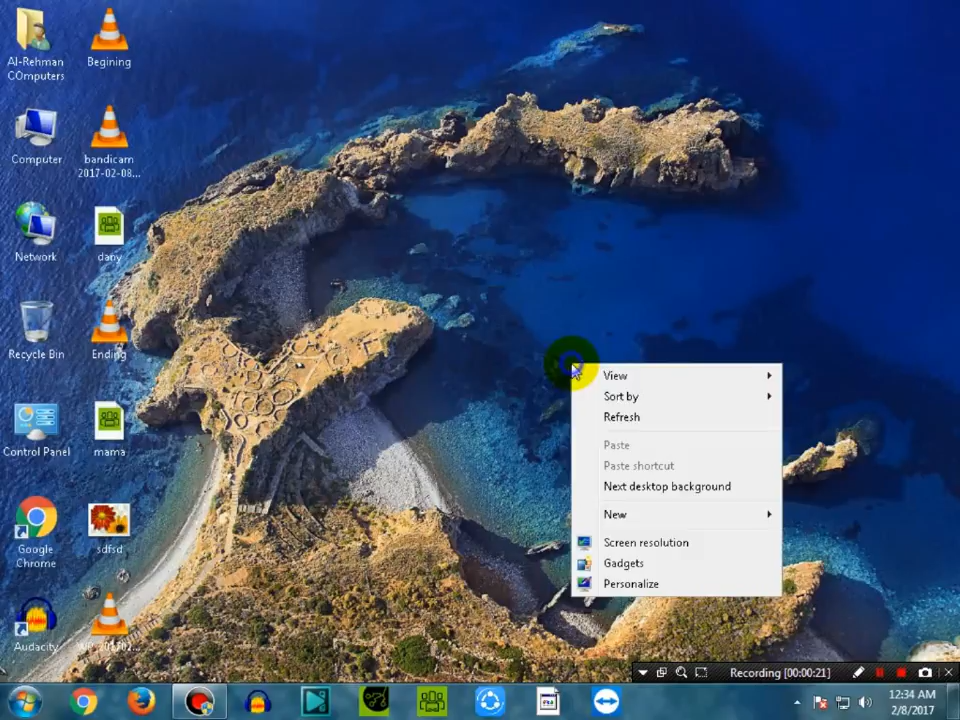 Al-Rehman
COmputers
Begining
Computer
bandicam
2017-02-08...
Network
dany
Recycle Bin
Ending
Control Panel
mama
Google
Chrome
sdfsd
Audacity
View
Sort by
Refresh
Paste
Paste shortcut
Next desktop background
New
Screen resolution
Gadgets
Personalize
Recording [00:00:21]
12:34 AM
2/8/2017